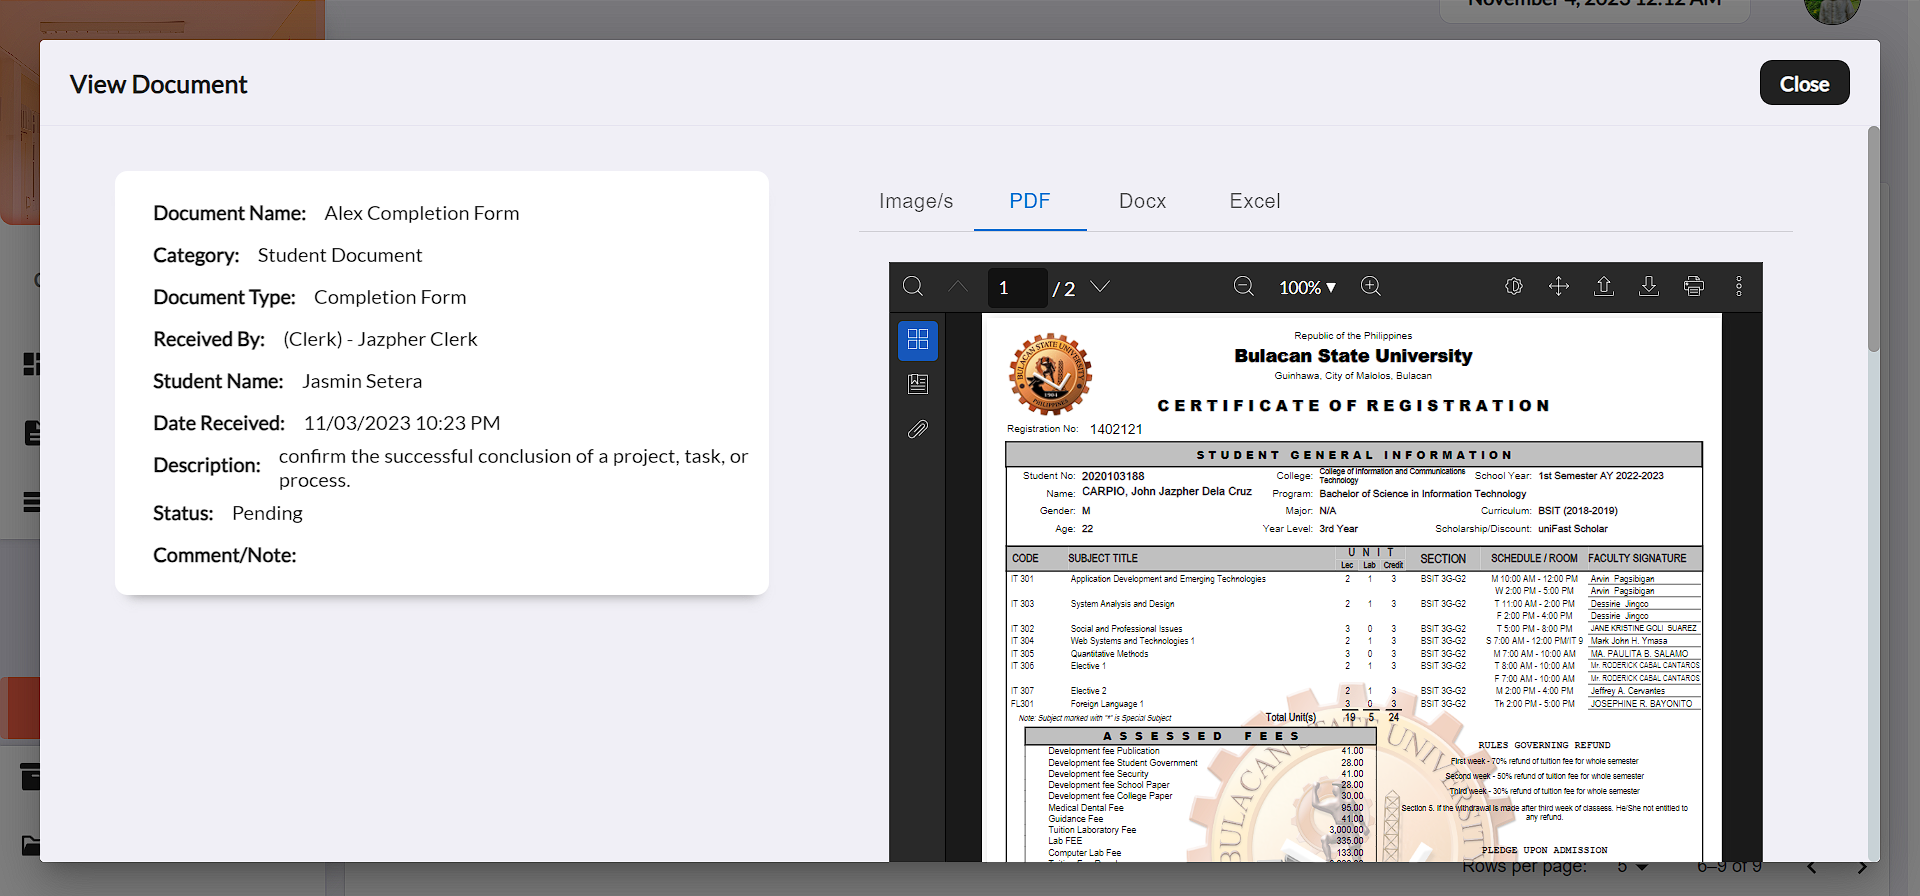 November 4, 2023 12:12 AM
View Document
Close
Document Name: Alex Completion Form
Category: Student Document
Document Type: Completion Form
Received By: (Clerk) - Jazpher Clerk
Student Name: Jasmin Setera
Date Received: 11/03/2023 10:23 PM
Description: confirm the successful conclusion of a project, task, or
process.
Status: Pending
Comment/Note:
Image/s PDF Docx Excel
1 / 2 100%
Republic of the Philippines
Bulacan State University
Guinhawa, City of Malolos, Bulacan
CERTIFICATE OF REGISTRATION
Registration No: 1402121
STUDENT GENERAL INFORMATION
Student No: 2020103188 College: College of Information and Communications Technology School Year: 1st Semester AY 2022-2023
Name: CARPIO, John Jazpher Dela Cruz Program: Bachelor of Science in Information Technology
Gender: M Major: N/A Curriculum: BSIT (2018-2019)
Age: 22 Year Level: 3rd Year Scholarship/Discount: uniFast Scholar
CODE SUBJECT TITLE UNIT SECTION SCHEDULE / ROOM FACULTY SIGNATURE
Lec Lab Credit
IT 301 Application Development and Emerging Technologies 2 1 3 BSIT 3G-G2 M 10:00 AM - 12:00 PM Arvin Pagsibigan
W 2:00 PM - 5:00 PM Arvin Pagsibigan
IT 303 System Analysis and Design 2 1 3 BSIT 3G-G2 T 11:00 AM - 2:00 PM Dessirie Jingco
F 2:00 PM - 4:00 PM Dessirie Jingco
IT 302 Social and Professional Issues 3 0 3 BSIT 3G-G2 T 5:00 PM - 8:00 PM JANE KRISTINE GOLI SUAREZ
IT 304 Web Systems and Technologies 1 2 1 3 BSIT 3G-G2 S 7:00 AM - 12:00 PM/IT 9 Mark John H. Ymasa
IT 305 Quantitative Methods 3 0 3 BSIT 3G-G2 M 7:00 AM - 10:00 AM MA. PAULITA B. SALAMO
IT 306 Elective 1 2 1 3 BSIT 3G-G2 T 8:00 AM - 10:00 AM Mr. RODERICK CABAL CANTAROS
F 7:00 AM - 10:00 AM Mr. RODERICK CABAL CANTAROS
IT 307 Elective 2 2 1 3 BSIT 3G-G2 M 2:00 PM - 4:00 PM Jeffrey A. Cervantes
FL301 Foreign Language 1 3 0 3 BSIT 3G-G2 Th 2:00 PM - 5:00 PM JOSEPHINE R. BAYONITO
Note: Subject marked with "*" is Special Subject Total Unit(s) 19 5 24
ASSESSED FEES
Development fee Publication 41.00
Development fee Student Government 28.00
Development fee Security 41.00
Development fee School Paper 28.00
Development fee College Paper 30.00
Medical Dental Fee 95.00
Guidance Fee 41.00
Tuition Laboratory Fee 3,000.00
Lab FEE 335.00
Computer Lab Fee 133.00
RULES GOVERNING REFUND
First week - 70% refund of tuition fee for whole semester
Second week - 50% refund of tuition fee for whole semester
Third week - 30% refund of tuition fee for whole semester
Section 5. If the withdrawal is made after third week of classess. He/She not entitled to
any refund.
PLEDGE UPON ADMISSION
Rows per page: 5 6–9 of 9